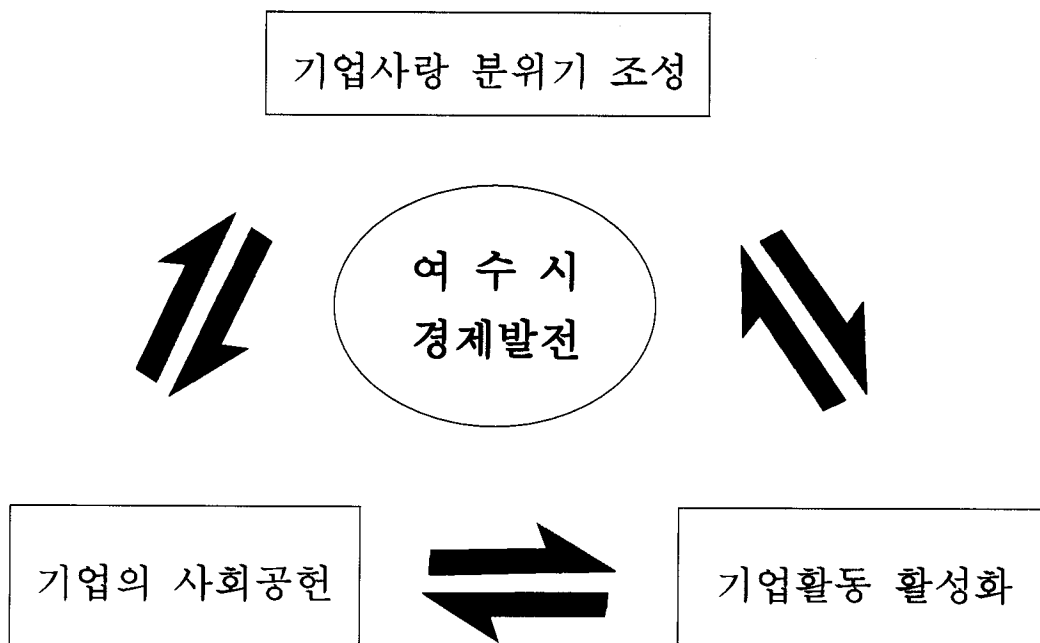 기업사랑 분위기 조성
여 수 시
경제발전
기업의 사회공헌
기업활동 활성화